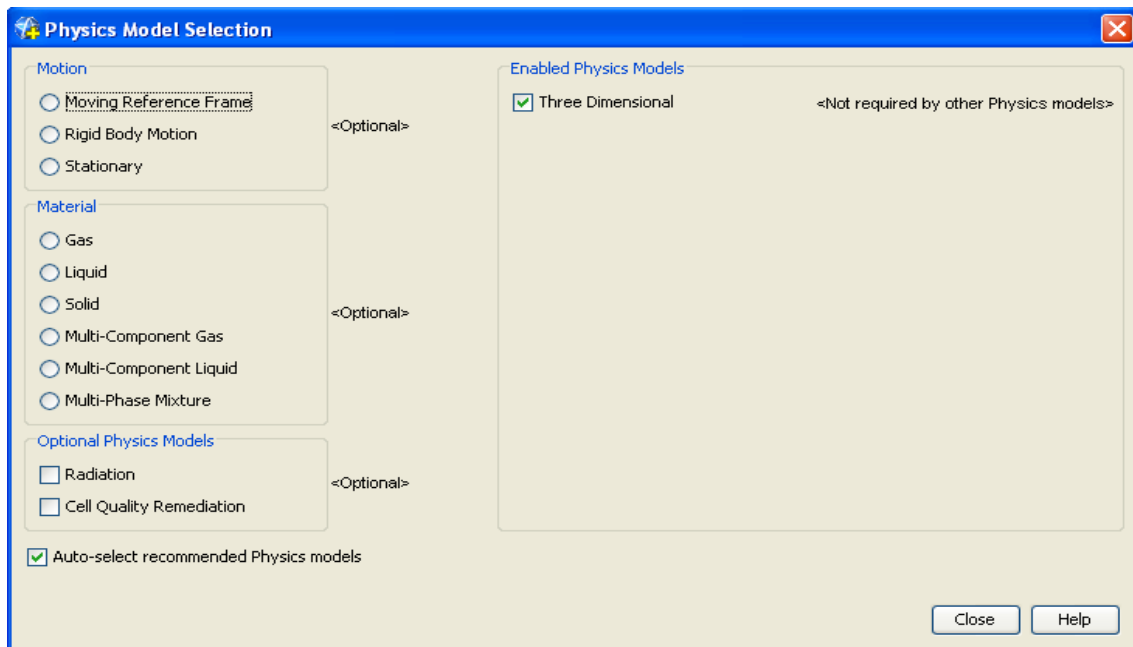 Physics Model Selection
Motion
Moving Reference Frame
Rigid Body Motion
Stationary
<Optional>
Material
Gas
Liquid
Solid
Multi-Component Gas
Multi-Component Liquid
Multi-Phase Mixture
<Optional>
Optional Physics Models
Radiation
Cell Quality Remediation
<Optional>
Auto-select recommended Physics models
Enabled Physics Models
Three Dimensional
<Not required by other Physics models>
Close
Help